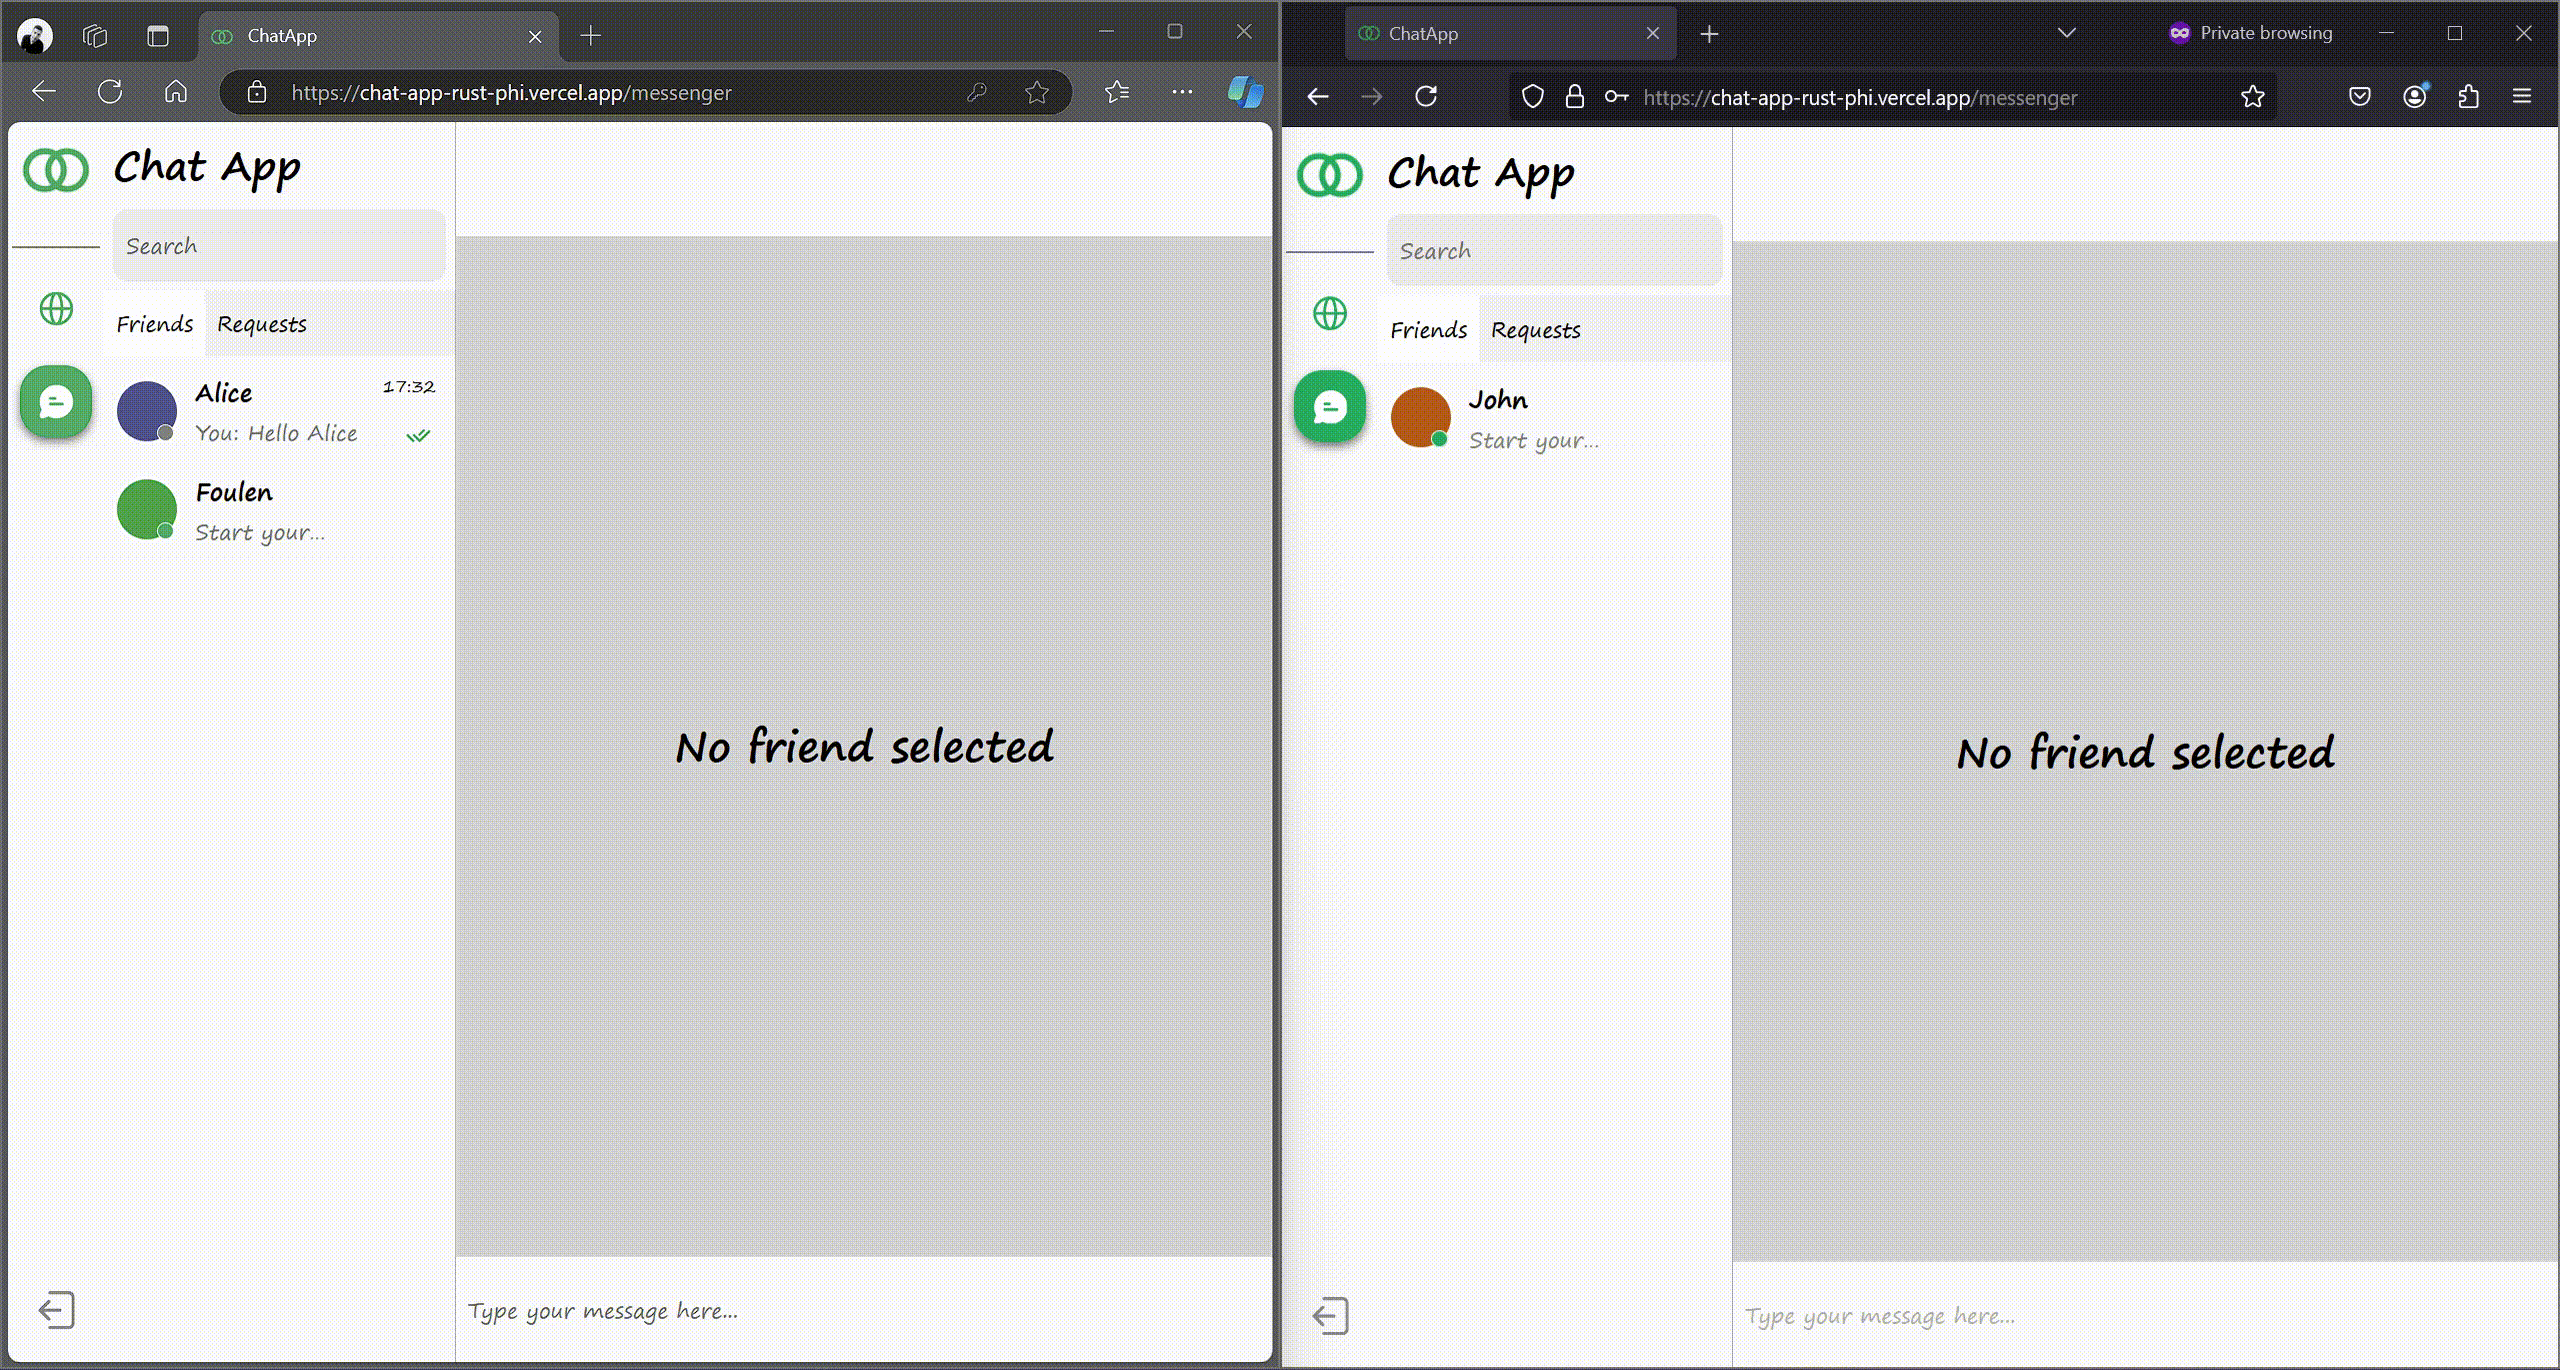 ChatApp
https://chat-app-rust-phi.vercel.app/messenger
Chat App
Search
Friends Requests
Alice 17:32
You: Hello Alice
Foulen
Start your...
No friend selected
Type your message here...
ChatApp
Private browsing
https://chat-app-rust-phi.vercel.app/messenger
Chat App
Search
Friends Requests
John
Start your...
No friend selected
Type your message here...